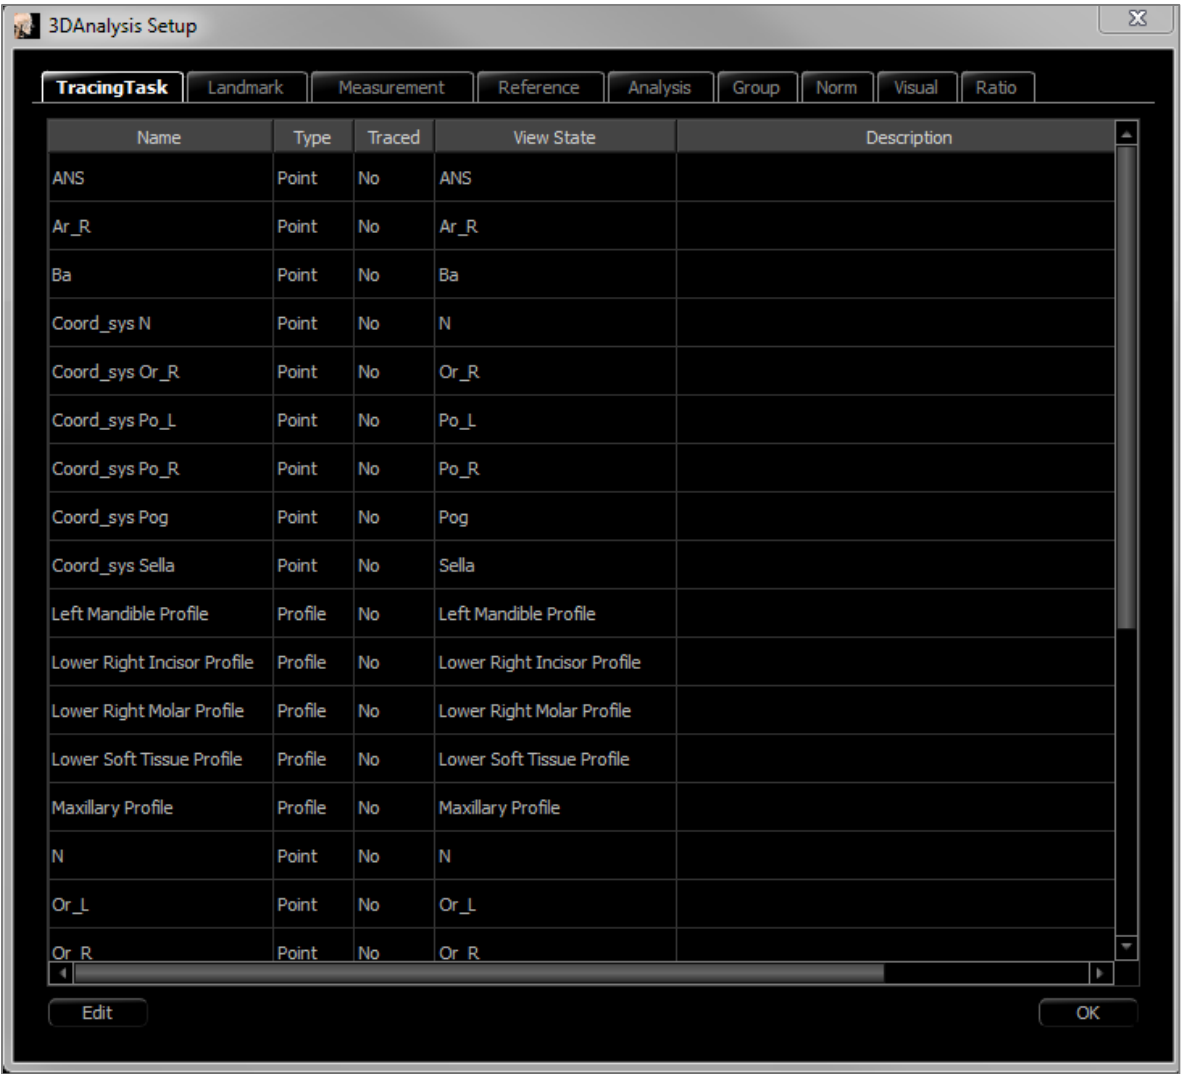 3DAnalysis Setup
TracingTask Landmark Measurement Reference Analysis Group Norm Visual Ratio
Name Type Traced View State Description
ANS Point No ANS
Ar_R Point No Ar_R
Ba Point No Ba
Coord_sys N Point No N
Coord_sys Or_R Point No Or_R
Coord_sys Po_L Point No Po_L
Coord_sys Po_R Point No Po_R
Coord_sys Pog Point No Pog
Coord_sys Sella Point No Sella
Left Mandible Profile Profile No Left Mandible Profile
Lower Right Incisor Profile Profile No Lower Right Incisor Profile
Lower Right Molar Profile Profile No Lower Right Molar Profile
Lower Soft Tissue Profile Profile No Lower Soft Tissue Profile
Maxillary Profile Profile No Maxillary Profile
N Point No N
Or_L Point No Or_L
Or_R Point No Or_R
Edit OK